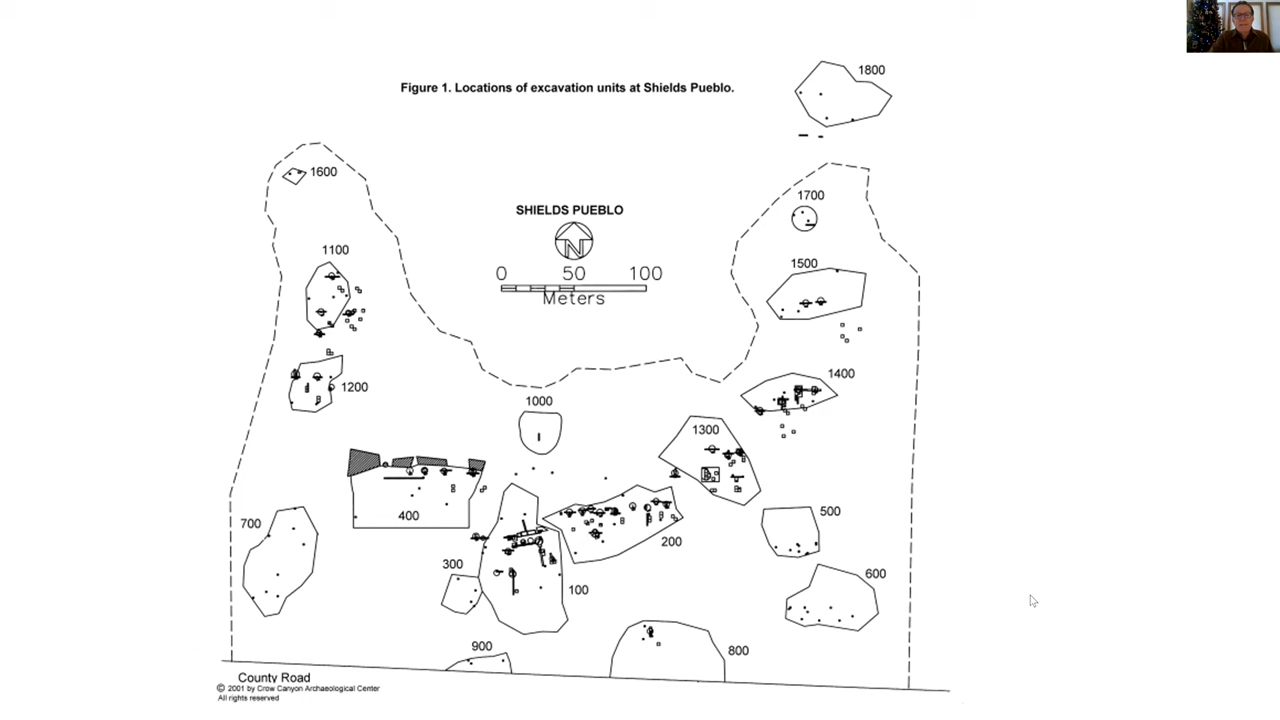 1800
Figure 1. Locations of excavation units at Shields Pueblo.
1600
1700
SHIELDS PUEBLO
N
1100
1500
0 50 100
Meters
1200
1400
1000
1300
400
500
700
200
300
600
100
900
800
County Road
© 2001 by Crow Canyon Archaeological Center
All rights reserved